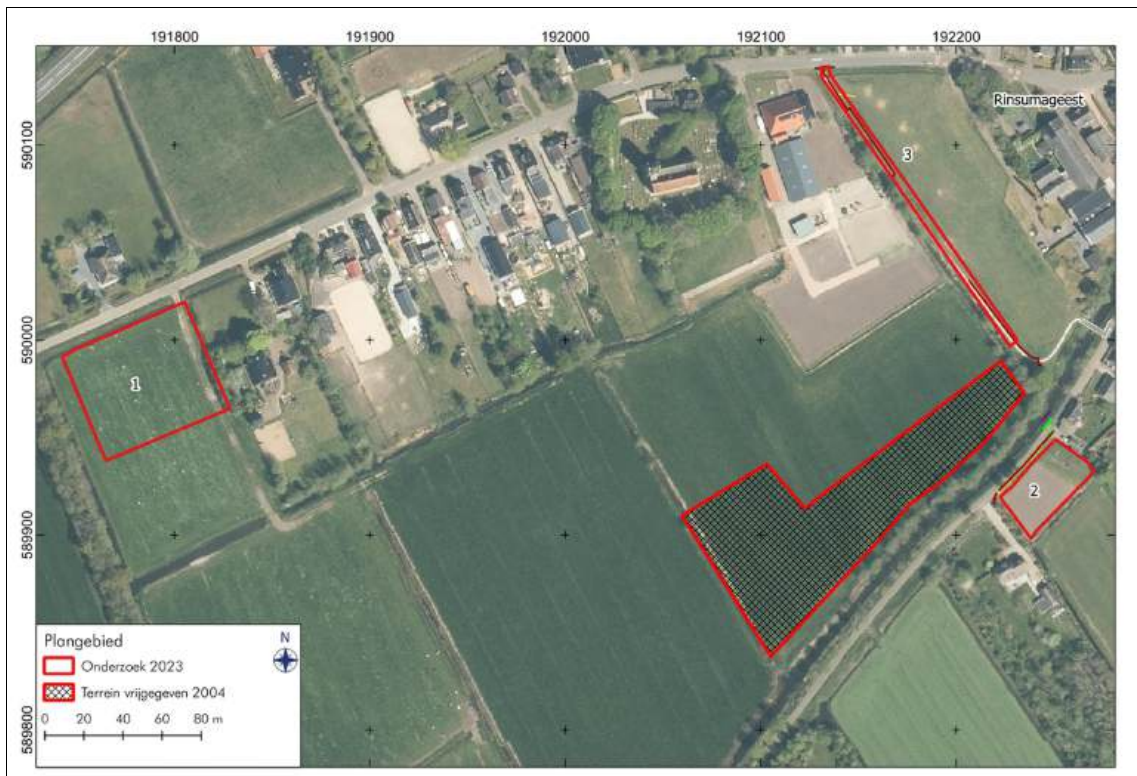 191800 191900 192000 192100 192200
590100
590000
589900
589800
Rinsumageest
3
1
2
Plangebied
Onderzoek 2023
Terrein vrijgegeven 2004
0 20 40 60 80 m
N